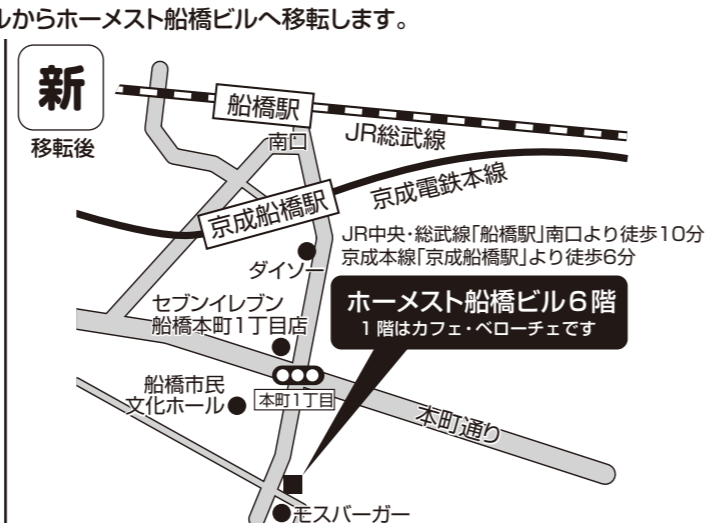 ルからホーメスト船橋ビルへ移転します。
新
移転後
船橋駅
南口
JR総武線
京成船橋駅
京成電鉄本線
JR中央・総武線「船橋駅」南口より徒歩10分
京成本線「京成船橋駅」より徒歩6分
ダイソー
ホーメスト船橋ビル6階
1階はカフェ・ベローチェです
セブンイレブン
船橋本町1丁目店
船橋市民
文化ホール
本町1丁目
本町通り
モスバーガー